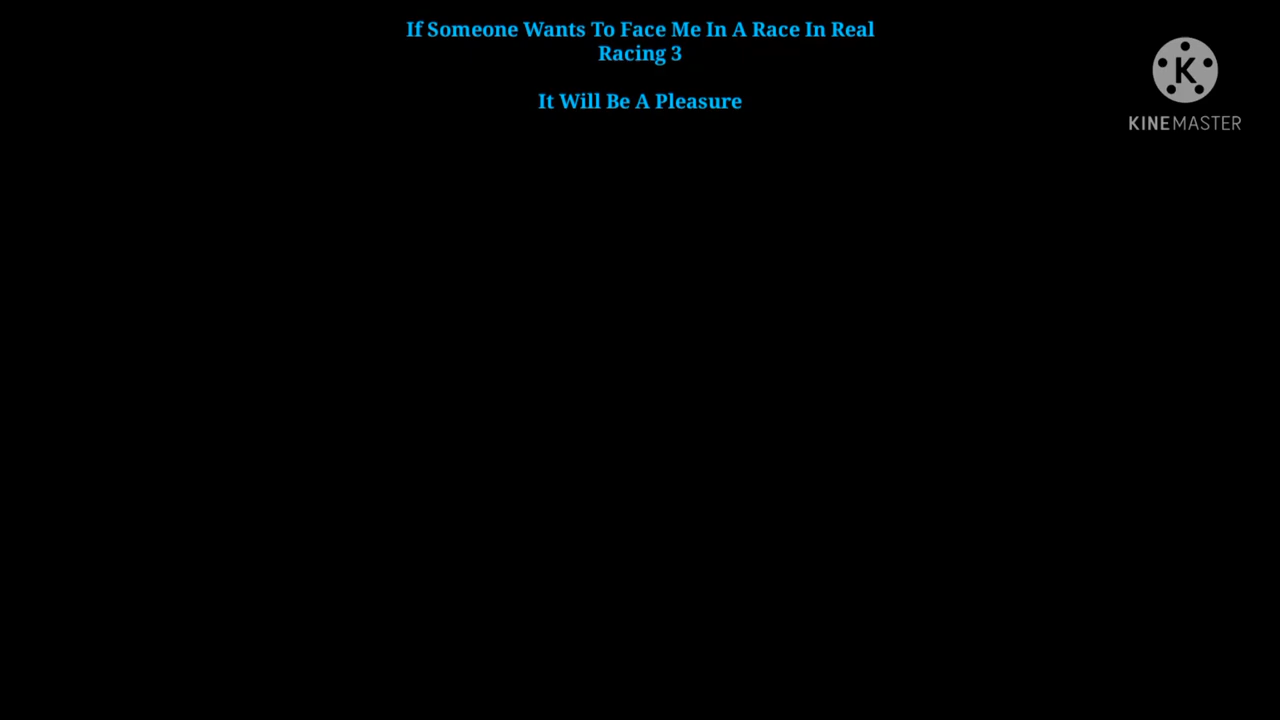 If Someone Wants To Face Me In A Race In Real
Racing 3
It Will Be A Pleasure
K
KINEMASTER